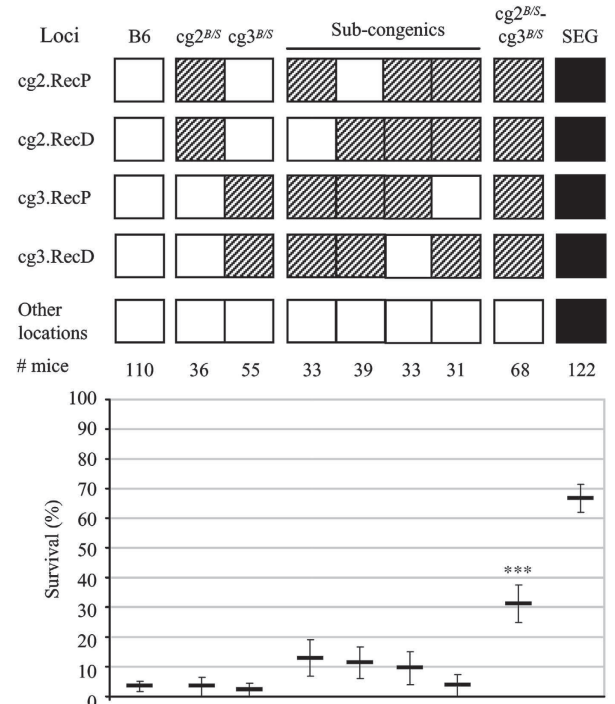 Loci B6 cg2B/S cg3B/S Sub-congenics cg2B/S- cg3B/S SEG
cg2.RecP
cg2.RecD
cg3.RecP
cg3.RecD
Other
locations
# mice 110 36 55 33 39 33 31 68 122
Survival (%)
100
90
80
70
60
50
40
30
20
10
0
***